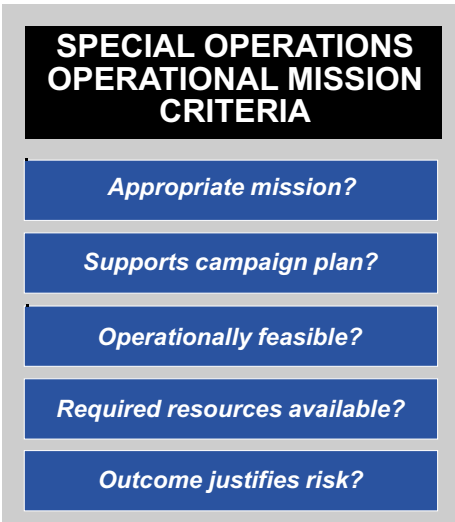 SPECIAL OPERATIONS
OPERATIONAL MISSION
CRITERIA
Appropriate mission?
Supports campaign plan?
Operationally feasible?
Required resources available?
Outcome justifies risk?